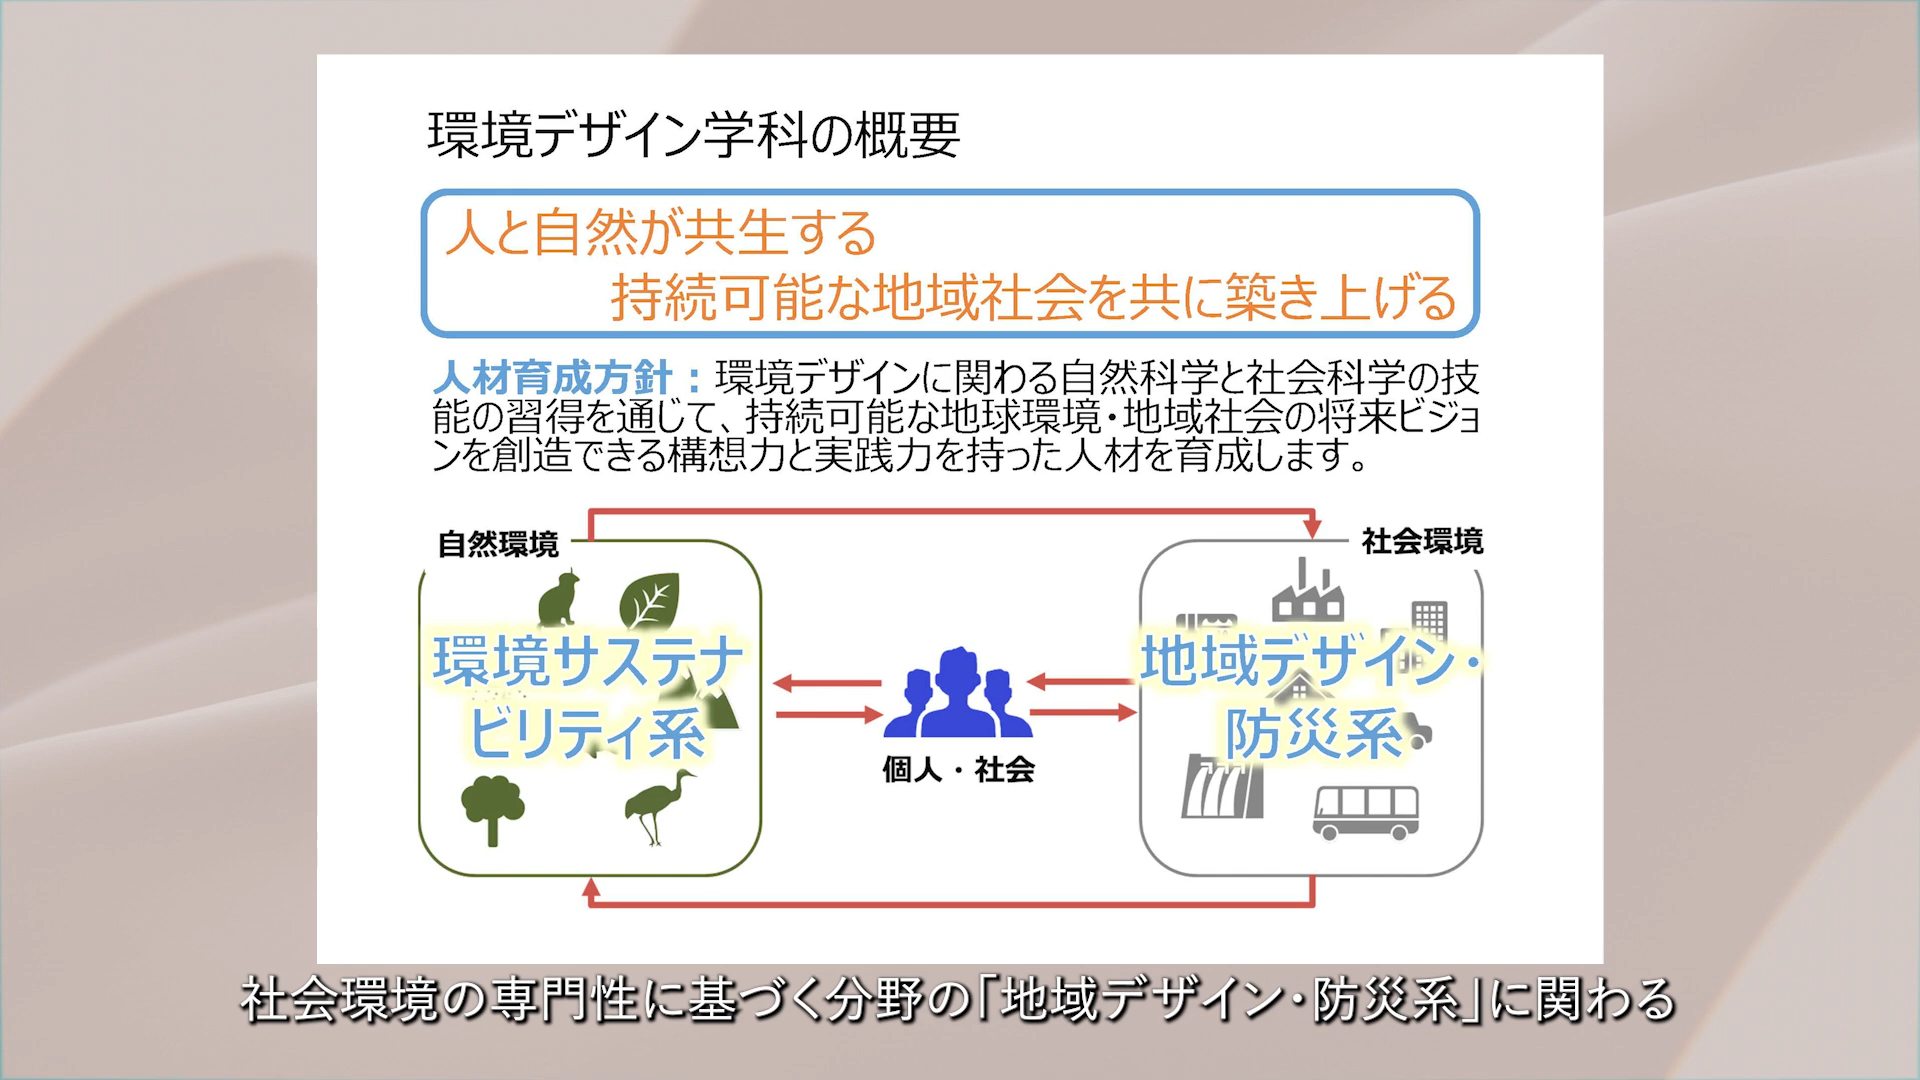 環境デザイン学科の概要
人と自然が共生する
持続可能な地域社会を共に築き上げる
人材育成方針：環境デザインに関わる自然科学と社会科学の技
能の習得を通じて、持続可能な地球環境・地域社会の将来ビジョ
ンを創造できる構想力と実践力を持った人材を育成します。
自然環境
環境サステナ
ビリティ系
個人・社会
社会環境
地域デザイン・
防災系
社会環境の専門性に基づく分野の「地域デザイン・防災系」に関わる